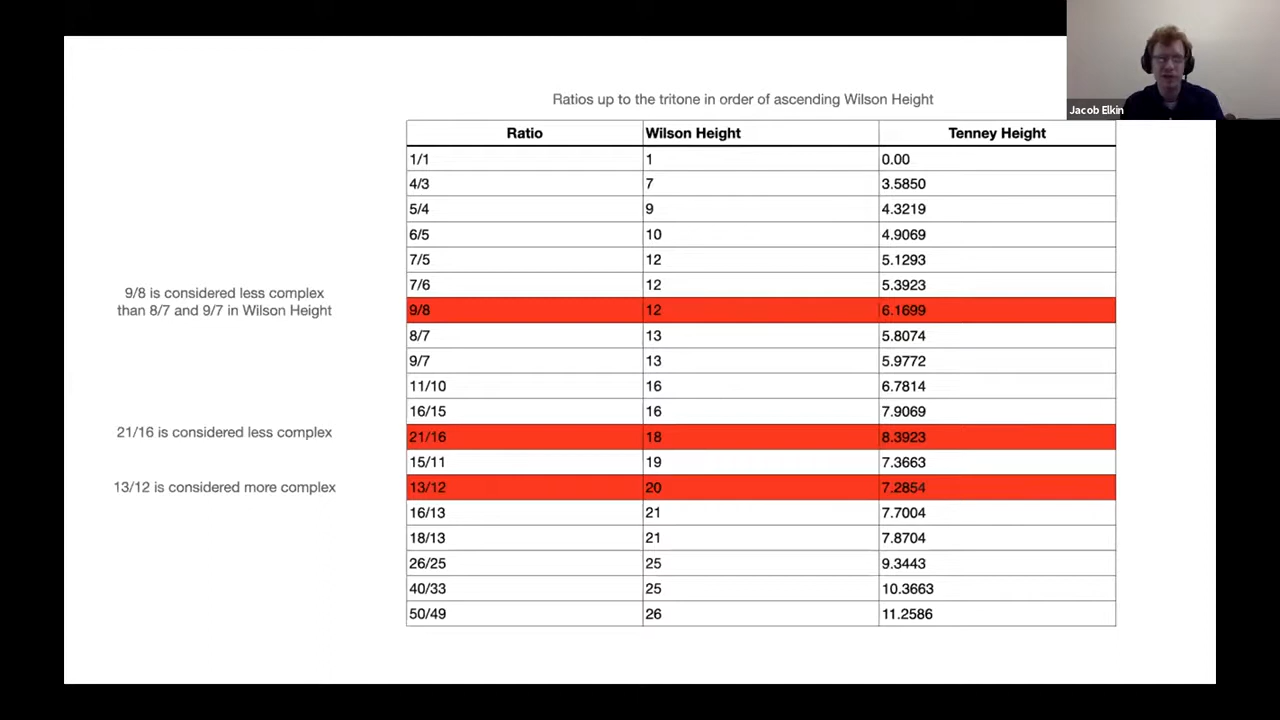 Jacob Elkin
Ratios up to the tritone in order of ascending Wilson Height
Ratio Wilson Height Tenney Height
1/1 1 0.00
4/3 7 3.5850
5/4 9 4.3219
6/5 10 4.9069
7/5 12 5.1293
7/6 12 5.3923
9/8 is considered less complex
than 8/7 and 9/7 in Wilson Height
9/8 12 6.1699
8/7 13 5.8074
9/7 13 5.9772
11/10 16 6.7814
16/15 16 7.9069
21/16 is considered less complex
21/16 18 8.3923
15/11 19 7.3663
13/12 is considered more complex
13/12 20 7.2854
16/13 21 7.7004
18/13 21 7.8704
26/25 25 9.3443
40/33 25 10.3663
50/49 26 11.2586